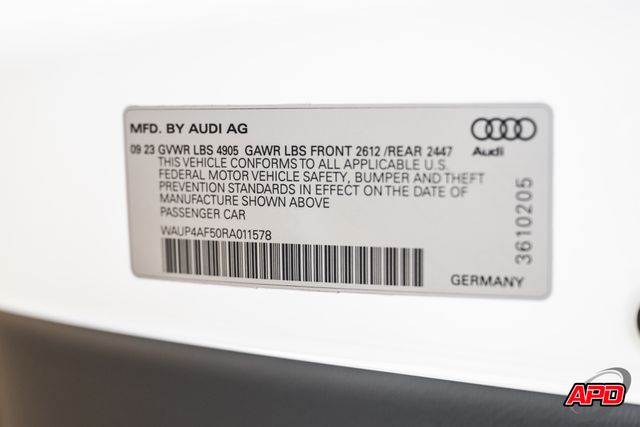 MFD. BY AUDI AG
Audi
09 23 GVWR LBS 4905 GAWR LBS FRONT 2612 /REAR 2447
THIS VEHICLE CONFORMS TO ALL APPLICABLE U.S.
FEDERAL MOTOR VEHICLE SAFETY, BUMPER AND THEFT
PREVENTION STANDARDS IN EFFECT ON THE DATE OF
MANUFACTURE SHOWN ABOVE
PASSENGER CAR
WAUP4AF50RA011578
3610205
GERMANY
APD